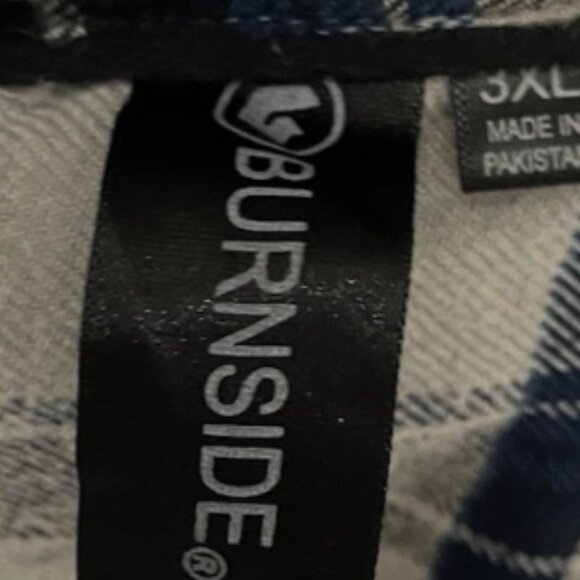 BURNSIDE®
3XL
MADE IN
PAKISTAN